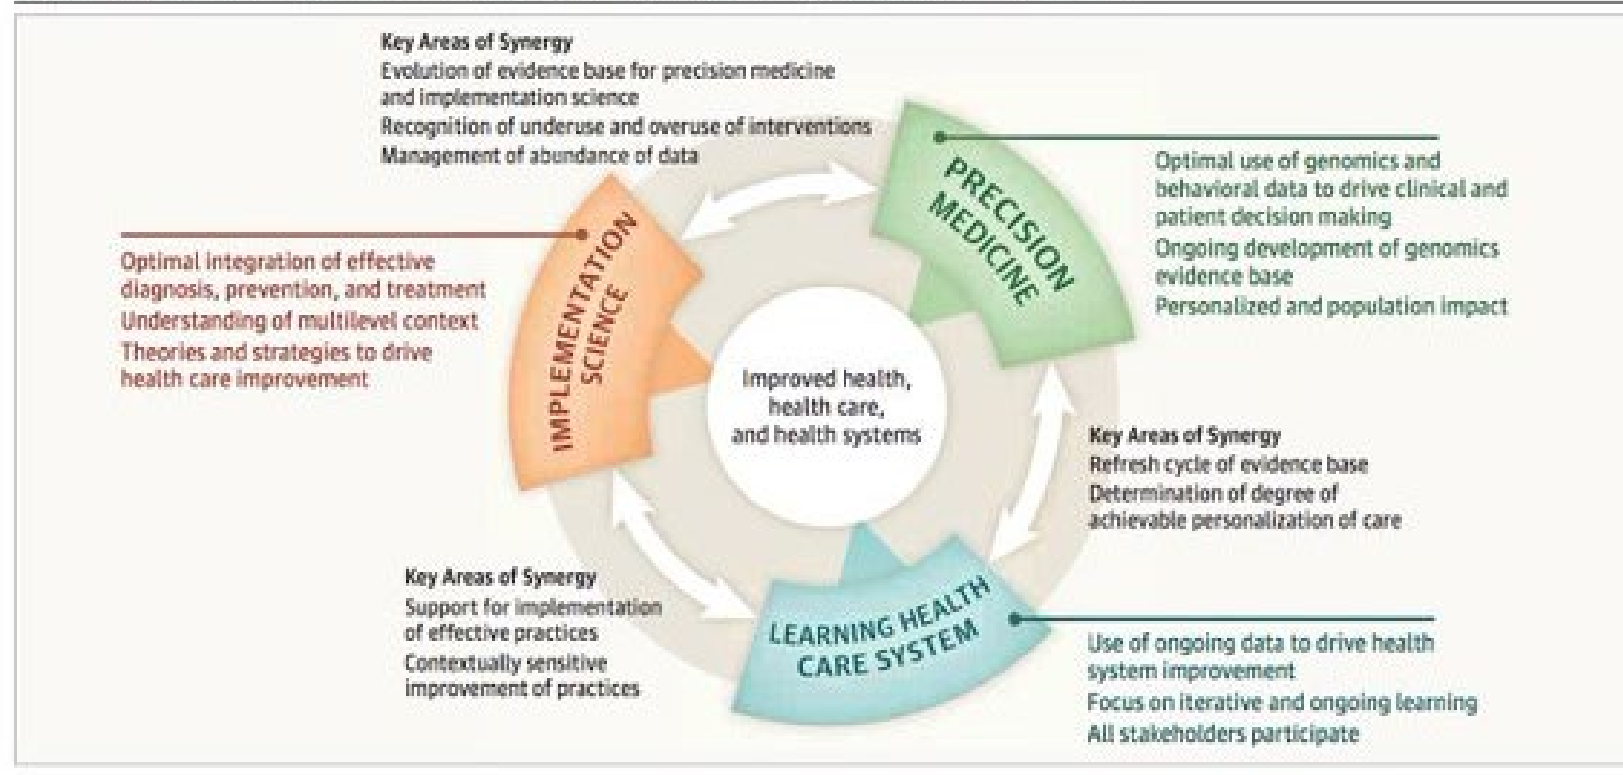 Key Areas of Synergy
Evolution of evidence base for precision medicine
and implementation science
Recognition of underuse and overuse of interventions
Management of abundance of data
PRECISION
MEDICINE
Optimal use of genomics and
behavioral data to drive clinical and
patient decision making
Ongoing development of genomics
evidence base
Personalized and population impact
IMPLEMENTATION
SCIENCE
Optimal integration of effective
diagnosis, prevention, and treatment
Understanding of multilevel context
Theories and strategies to drive
health care improvement
Improved health,
health care,
and health systems
Key Areas of Synergy
Refresh cycle of evidence base
Determination of degree of
achievable personalization of care
Key Areas of Synergy
Support for implementation
of effective practices
Contextually sensitive
improvement of practices
LEARNING HEALTH
CARE SYSTEM
Use of ongoing data to drive health
system improvement
Focus on iterative and ongoing learning
All stakeholders participate